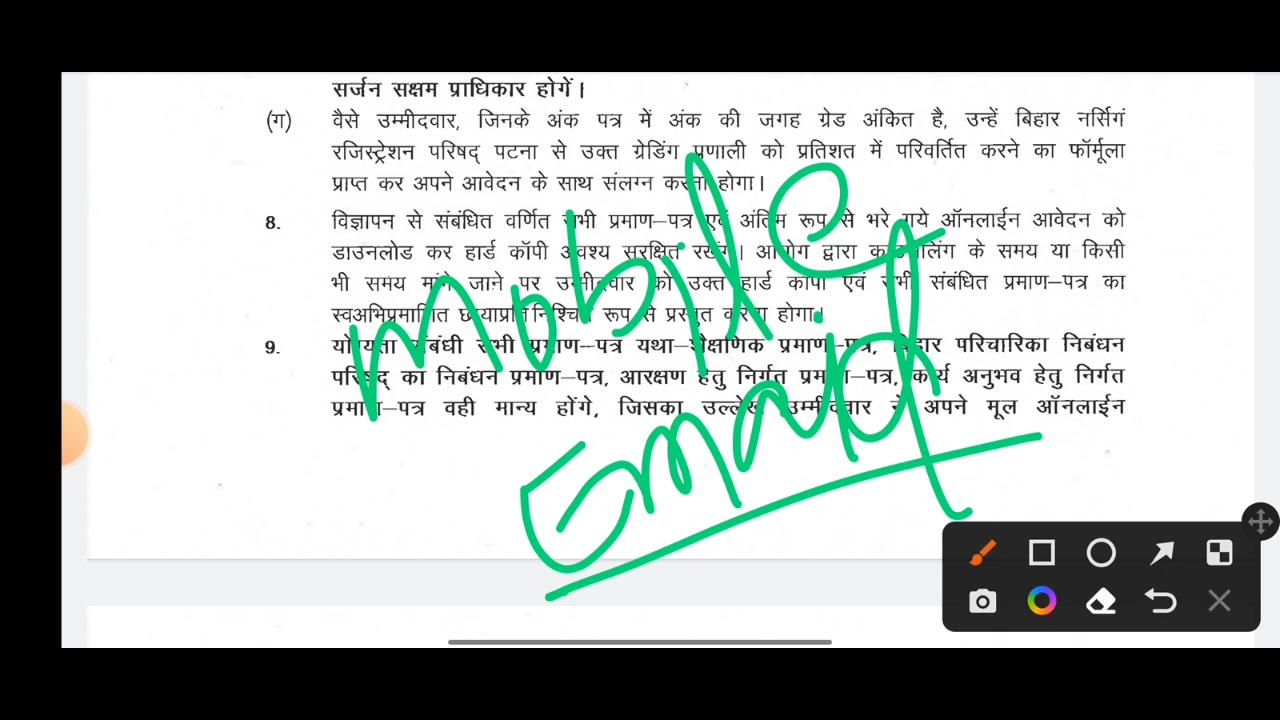 सर्जन सक्षम प्राधिकार होगें।
(ग) वैसे उम्मीदवार, जिनके अंक पत्र में अंक की जगह ग्रेड अंकित है, उन्हें बिहार नर्सिगं
रजिस्ट्रेशन परिषद् पटना से उक्त ग्रेडिंग प्रणाली को प्रतिशत में परिवर्तित करने का फॉर्मूला
प्राप्त कर अपने आवेदन के साथ संलग्न करना होगा।
8. विज्ञापन से संबंधित वर्णित सभी प्रमाण–पत्र एवं अंतिम रूप से भरे गये ऑनलाईन आवेदन को
डाउनलोड कर हार्ड कॉपी अवश्य सुरक्षित रखेंगे। आयोग द्वारा काउंसलिंग के समय या किसी
भी समय मांगे जाने पर उम्मीदवार को उक्त हार्ड कॉपी एवं सभी संबंधित प्रमाण–पत्र का
स्वअभिप्रमाणित छायाप्रति निश्चित रूप से प्रस्तुत करना होगा।
9. योग्यता संबंधी सभी प्रमाण–पत्र यथा–शैक्षणिक प्रमाण–पत्र, बिहार परिचारिका निबंधन
परिषद् का निबंधन प्रमाण–पत्र, आरक्षण हेतु निर्गत प्रमाण–पत्र, कार्य अनुभव हेतु निर्गत
प्रमाण–पत्र वही मान्य होंगे, जिसका उल्लेख उम्मीदवार ने अपने मूल ऑनलाईन
mobile
Email